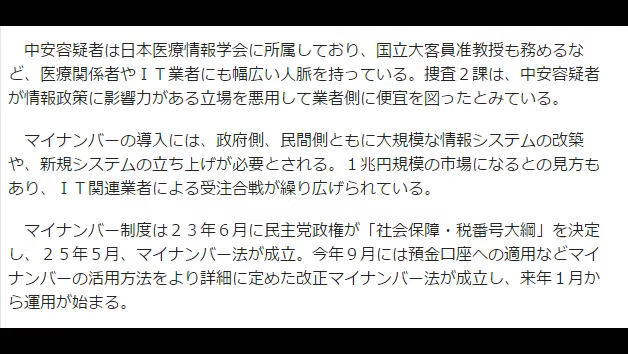 中安容疑者は日本医療情報学会に所属しており、国立大客員准教授も務めるな
ど、医療関係者やＩＴ業者にも幅広い人脈を持っている。捜査２課は、中安容疑者
が情報政策に影響力がある立場を悪用して業者側に便宜を図ったとみている。
　マイナンバーの導入には、政府側、民間側ともに大規模な情報システムの改築
や、新規システムの立ち上げが必要とされる。１兆円規模の市場になるとの見方も
あり、ＩＴ関連業者による受注合戦が繰り広げられている。
　マイナンバー制度は２３年６月に民主党政権が「社会保障・税番号大綱」を決定
し、２５年５月、マイナンバー法が成立。今年９月には預金口座への適用などマイ
ナンバーの活用方法をより詳細に定めた改正マイナンバー法が成立し、来年１月か
ら運用が始まる。